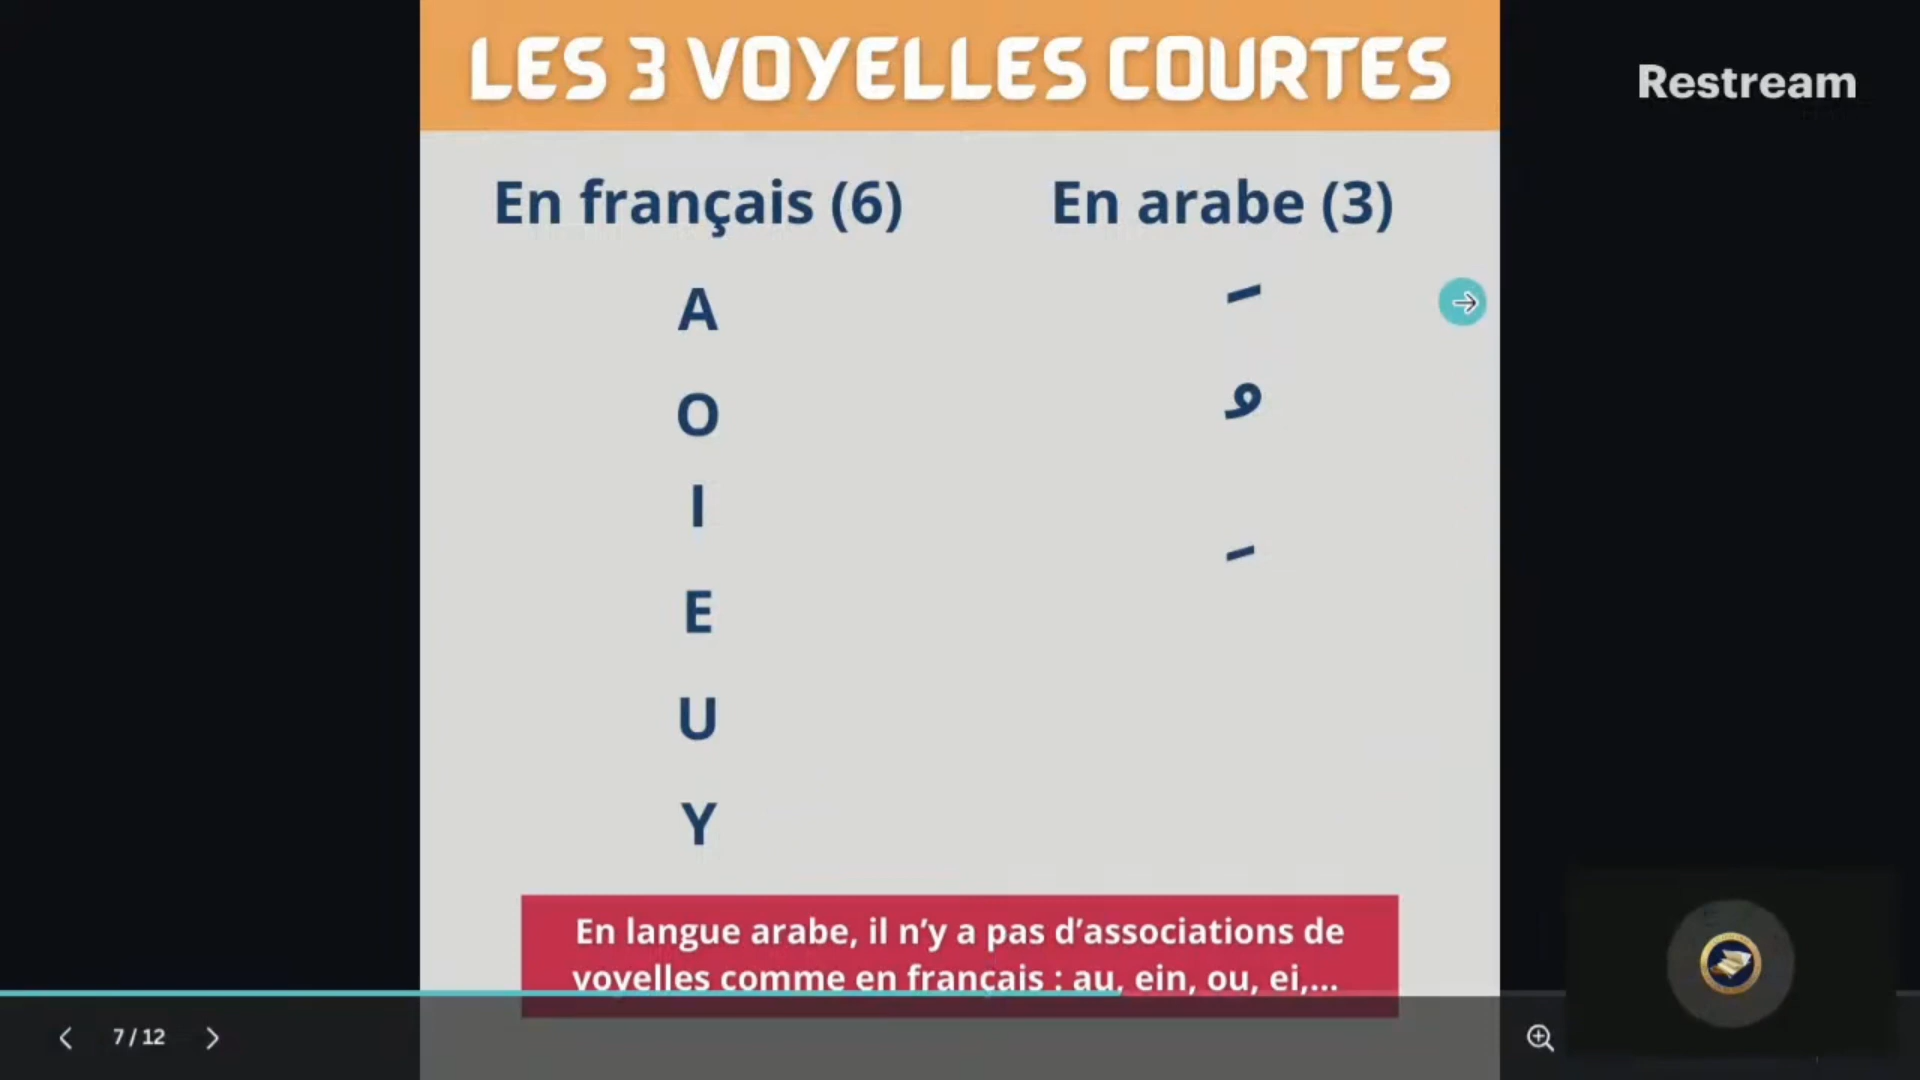 LES 3 VOYELLES COURTES
Restream
En français (6)
En arabe (3)
A
O
I
E
U
Y
َ
ُ
ِ
En langue arabe, il n’y a pas d’associations de
voyelles comme en français : au, ein, ou, ei,...
7 / 12